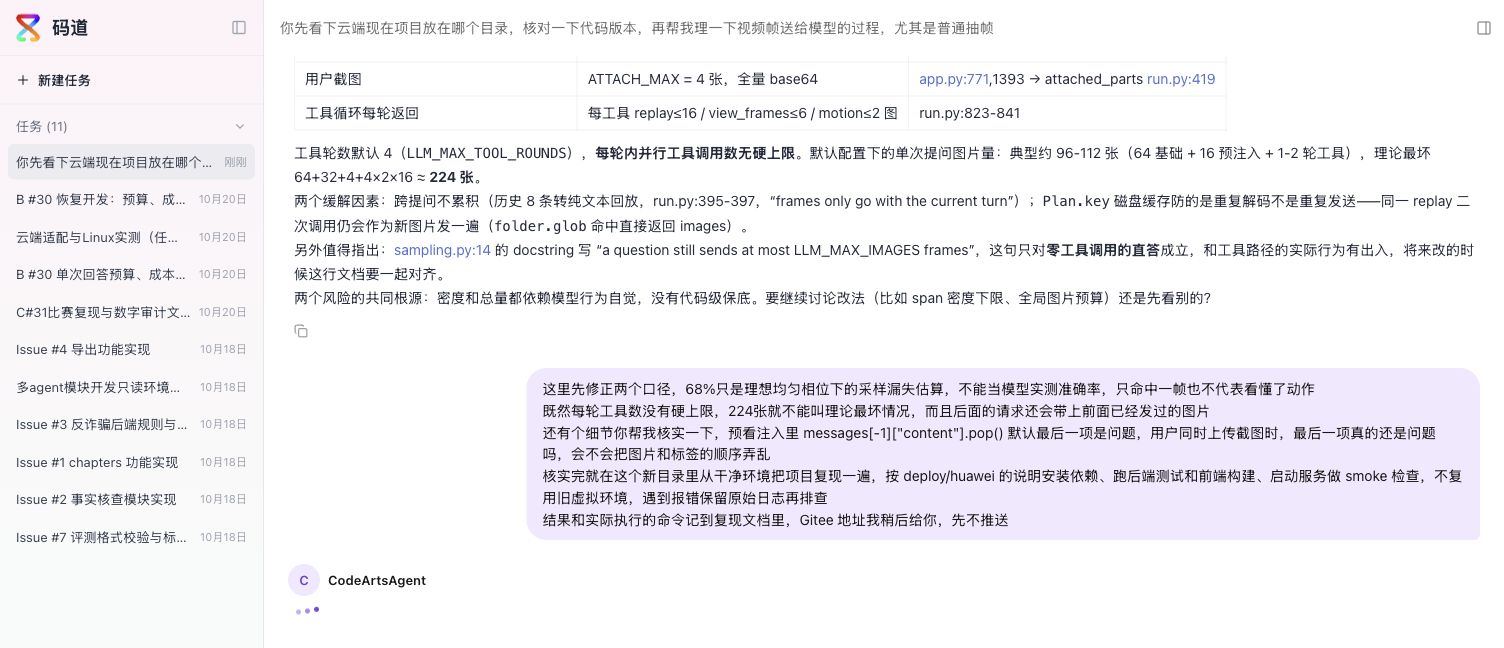 码道
新建任务
任务 (11)
你先看下云端现在项目放在哪个... 刚刚
B #30 恢复开发：预算、成... 10月20日
云端适配与Linux实测（任... 10月20日
B #30 单次回答预算、成本... 10月20日
C#31比赛复现与数字审计文... 10月20日
Issue #4 导出功能实现 10月18日
多agent模块开发只读环境... 10月18日
Issue #3 反诈骗后端规则与... 10月18日
Issue #1 chapters 功能实现 10月18日
Issue #2 事实核查模块实现 10月18日
Issue #7 评测格式校验与标... 10月18日
你先看下云端现在项目放在哪个目录，核对一下代码版本，再帮我理一下视频帧送给模型的过程，尤其是普通抽帧
用户截图 ATTACH_MAX = 4 张，全量 base64 app.py:771,1393 → attached_parts run.py:419
工具循环每轮返回 每工具 replay≤16 / view_frames≤6 / motion≤2 图 run.py:823-841
工具轮数默认 4（LLM_MAX_TOOL_ROUNDS），每轮内并行工具调用数无硬上限。默认配置下的单次提问图片量：典型约 96-112 张（64 基础 + 16 预注入 + 1-2 轮工具），理论最坏
64+32+4+4×2×16 ≈ 224 张。
两个缓解因素：跨提问不累积（历史 8 条转纯文本回放，run.py:395-397，“frames only go with the current turn”）；Plan.key 磁盘缓存防的是重复解码不是重复发送——同一 replay 二
次调用仍会作为新图片发一遍（folder.glob 命中直接返回 images）。
另外值得指出：sampling.py:14 的 docstring 写 “a question still sends at most LLM_MAX_IMAGES frames”，这句只对零工具调用的直答成立，和工具路径的实际行为有出入，将来改的时
候这行文档要一起对齐。
两个风险的共同根源：密度和总量都依赖模型行为自觉，没有代码级保底。要继续讨论改法（比如 span 密度下限、全局图片预算）还是先看别的?
这里先修正两个口径，68%只是理想均匀相位下的采样漏失估算，不能当模型实测准确率，只命中一帧也不代表看懂了动作
既然每轮工具数没有硬上限，224张就不能叫理论最坏情况，而且后面的请求还会带上前面已经发过的图片
还有个细节你帮我核实一下，预看注入里 messages[-1]["content"].pop() 默认最后一项是问题，用户同时上传截图时，最后一项真的还是问题
吗，会不会把图片和标签的顺序弄乱
核实完就在这个新目录里从干净环境把项目复现一遍，按 deploy/huawei 的说明安装依赖、跑后端测试和前端构建、启动服务做 smoke 检查，不复
用旧虚拟环境，遇到报错保留原始日志再排查
结果和实际执行的命令记到复现文档里，Gitee 地址我稍后给你，先不推送
C CodeArtsAgent